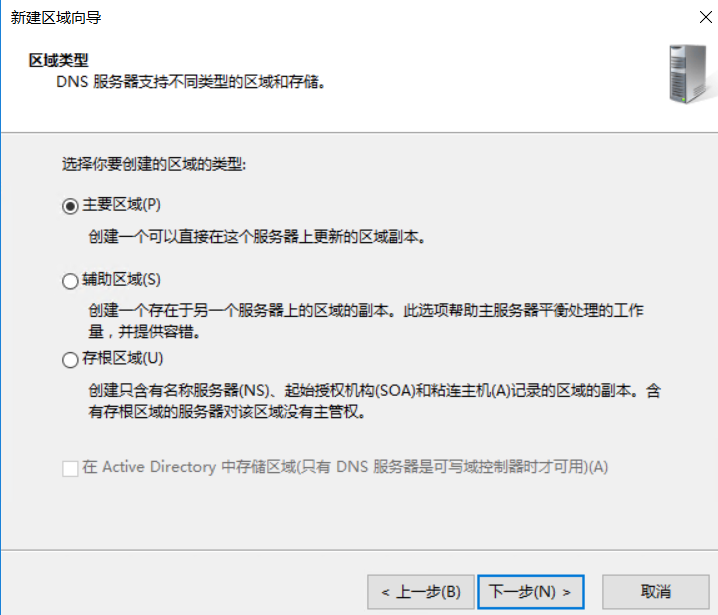 新建区域向导
区域类型
DNS 服务器支持不同类型的区域和存储。
选择你要创建的区域的类型:
主要区域(P)
创建一个可以直接在这个服务器上更新的区域副本。
辅助区域(S)
创建一个存在于另一个服务器上的区域的副本。此选项帮助主服务器平衡处理的工作
量，并提供容错。
存根区域(U)
创建只含有名称服务器(NS)、起始授权机构(SOA)和粘连主机(A)记录的区域的副本。含
有存根区域的服务器对该区域没有主管权。
在 Active Directory 中存储区域(只有 DNS 服务器是可写域控制器时才可用)(A)
< 上一步(B)
下一步(N) >
取消